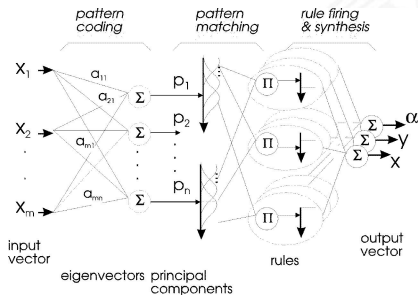 pattern coding
pattern matching
rule firing & synthesis
X1
a11
Σ
p1
Π
a21
X2
Σ
p2
Π
Σ
α
am1
Σ
y
Σ
x
amn
pn
Xm
Σ
Π
input vector
eigenvectors
principal components
rules
output vector